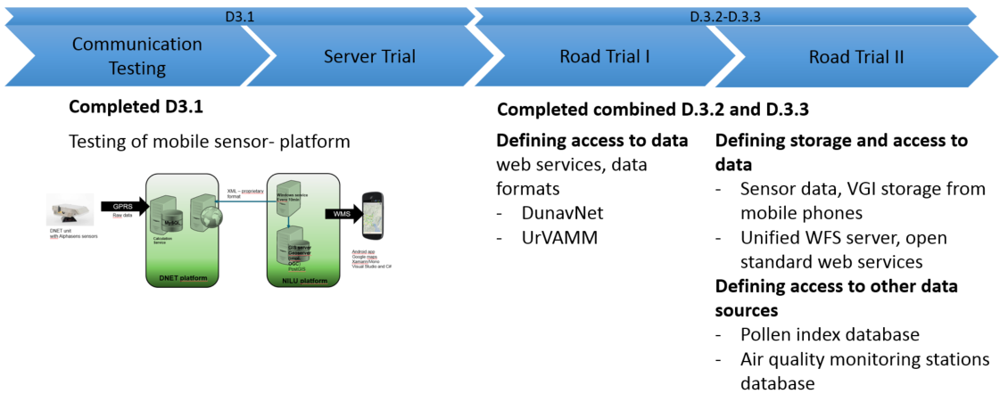 D3.1
D.3.2-D.3.3
Communication
Testing
Server Trial
Road Trial I
Road Trial II
Completed D3.1
Testing of mobile sensor- platform
GPRS
Raw data
DNET unit
with Alphasens sensors
MySQL
Calculation
Service
DNET platform
XML – proprietary
format
Windows service
Every 10min
GIS server
Geoserver
(WMS,
OGC)
PostGIS
NILU platform
WMS
Android app
Google maps
Xamarin/Mono
Visual Studio and C#
Completed combined D.3.2 and D.3.3
Defining access to data
web services, data
formats
- DunavNet
- UrVAMM
Defining storage and access to
data
- Sensor data, VGI storage from
mobile phones
- Unified WFS server, open
standard web services
Defining access to other data
sources
- Pollen index database
- Air quality monitoring stations
database